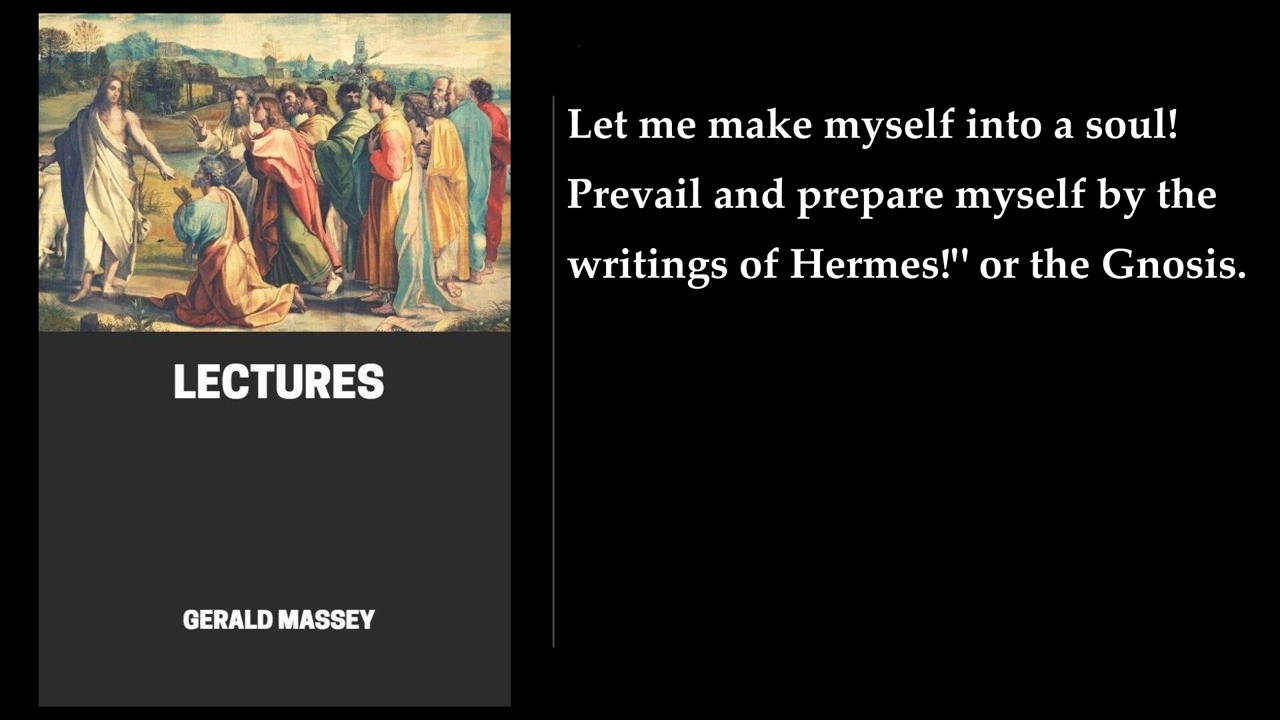 LECTURES
GERALD MASSEY
Let me make myself into a soul!
Prevail and prepare myself by the
writings of Hermes!'" or the Gnosis.